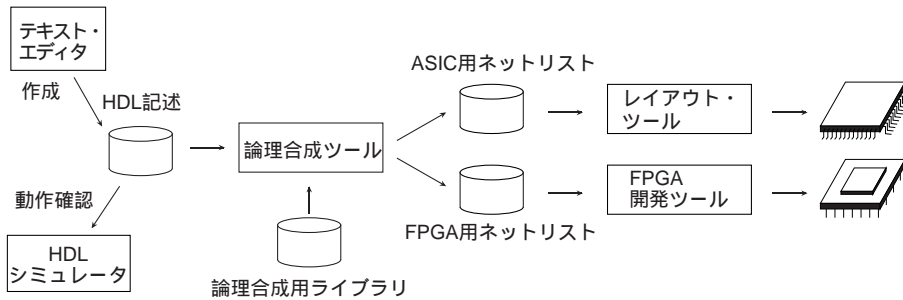 テキスト・
エディタ
作成
HDL記述
動作確認
HDL
シミュレータ
論理合成ツール
論理合成用ライブラリ
ASIC用ネットリスト
レイアウト・
ツール
FPGA用ネットリスト
FPGA
開発ツール